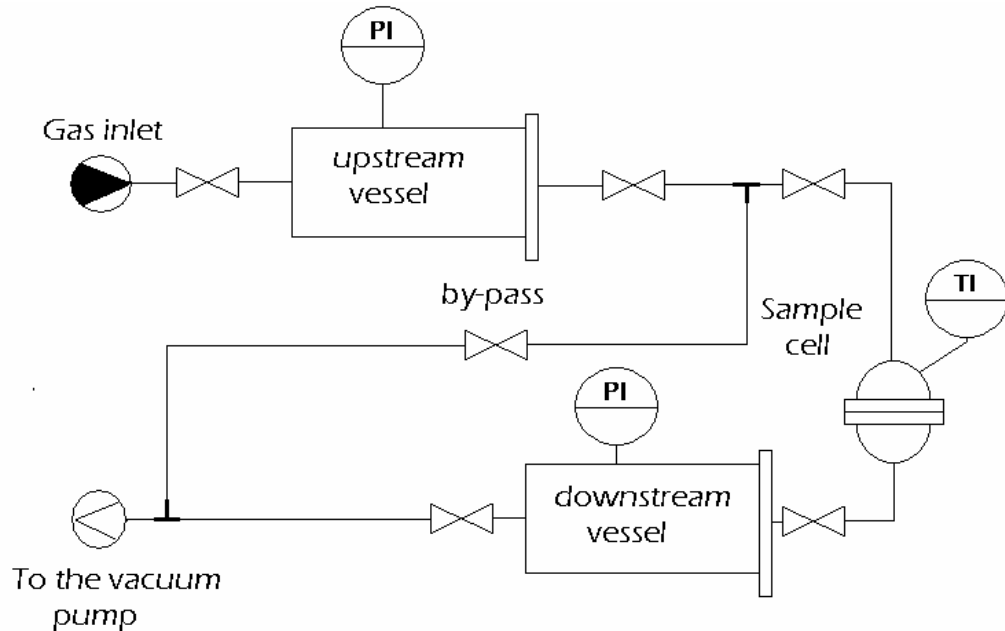 PI
Gas inlet
upstream
vessel
by-pass
Sample
cell
TI
PI
downstream
vessel
To the vacuum
pump